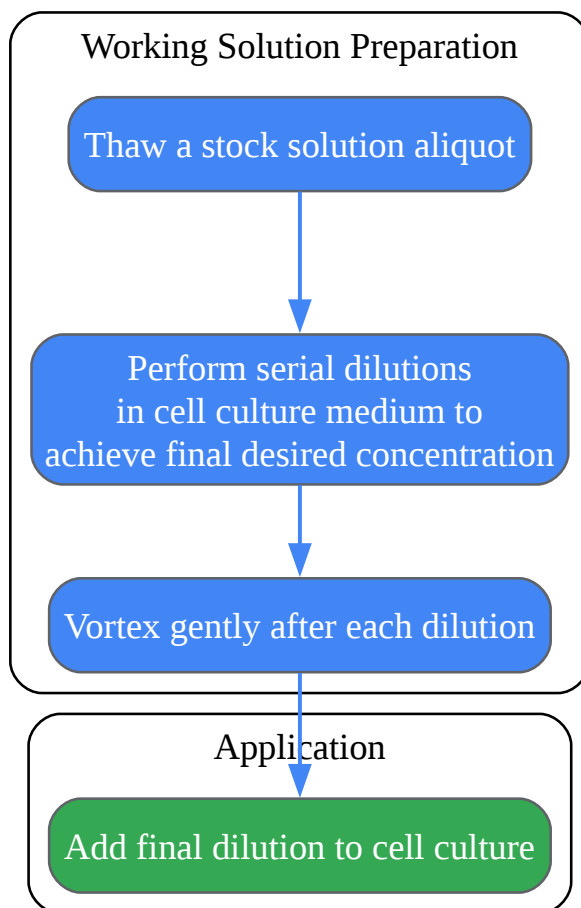 Working Solution Preparation
Thaw a stock solution aliquot
Perform serial dilutions
in cell culture medium to
achieve final desired concentration
Vortex gently after each dilution
Application
Add final dilution to cell culture